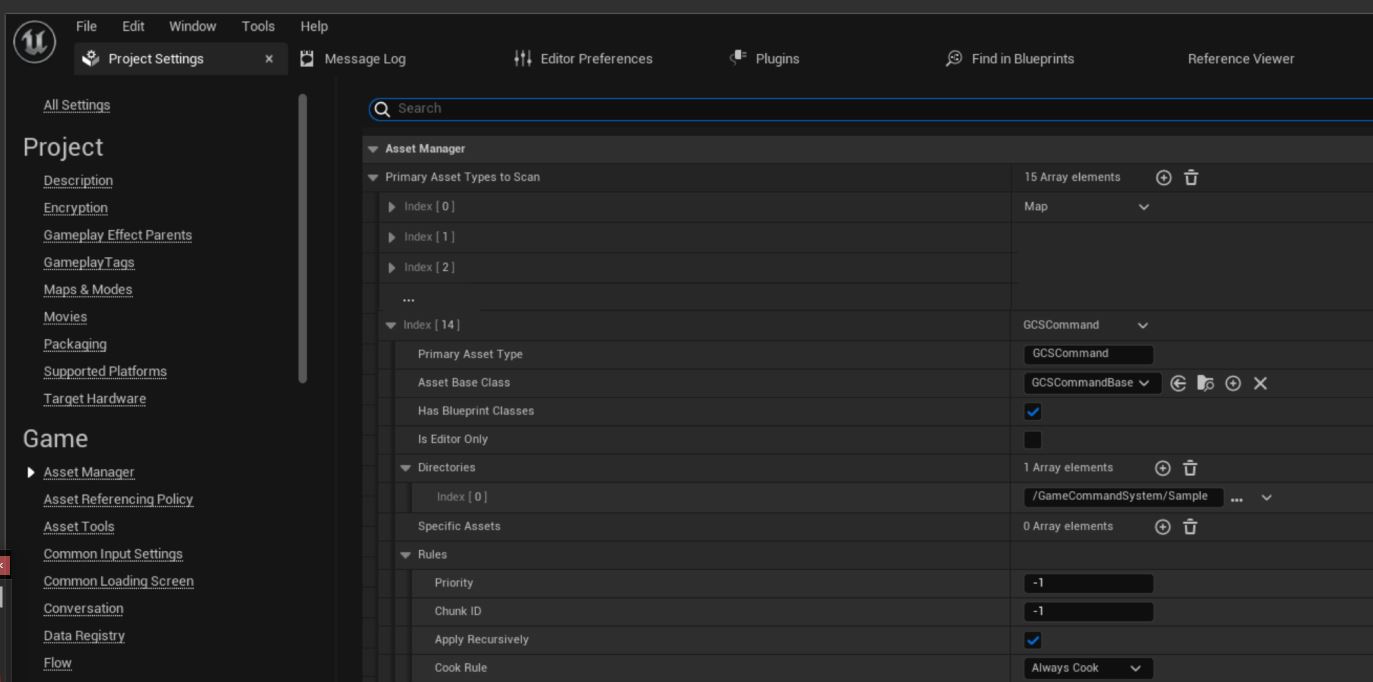 File Edit Window Tools Help
Project Settings × Message Log Editor Preferences Plugins Find in Blueprints Reference Viewer
All Settings
Project
Description
Encryption
Gameplay Effect Parents
GameplayTags
Maps & Modes
Movies
Packaging
Supported Platforms
Target Hardware
Game
Asset Manager
Asset Referencing Policy
Asset Tools
Common Input Settings
Common Loading Screen
Conversation
Data Registry
Flow
Search
Asset Manager
Primary Asset Types to Scan 15 Array elements
Index [ 0 ] Map
Index [ 1 ]
Index [ 2 ]
...
Index [ 14 ] GCSCommand
Primary Asset Type GCSCommand
Asset Base Class GCSCommandBase
Has Blueprint Classes
Is Editor Only
Directories 1 Array elements
Index [ 0 ] /GameCommandSystem/Sample ...
Specific Assets 0 Array elements
Rules
Priority -1
Chunk ID -1
Apply Recursively
Cook Rule Always Cook